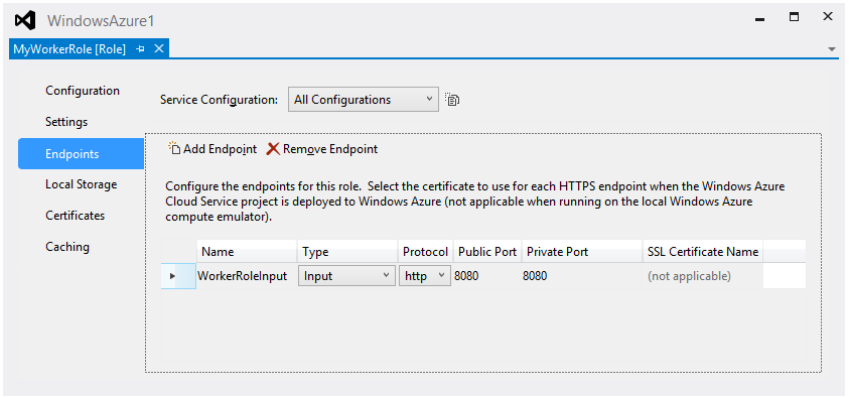 WindowsAzure1
MyWorkerRole [Role]
Configuration
Service Configuration: All Configurations
Settings
Endpoints
Add Endpoint Remove Endpoint
Local Storage
Configure the endpoints for this role. Select the certificate to use for each HTTPS endpoint when the Windows Azure
Cloud Service project is deployed to Windows Azure (not applicable when running on the local Windows Azure
compute emulator).
Certificates
Caching
Name Type Protocol Public Port Private Port SSL Certificate Name
WorkerRoleInput Input http 8080 8080 (not applicable)